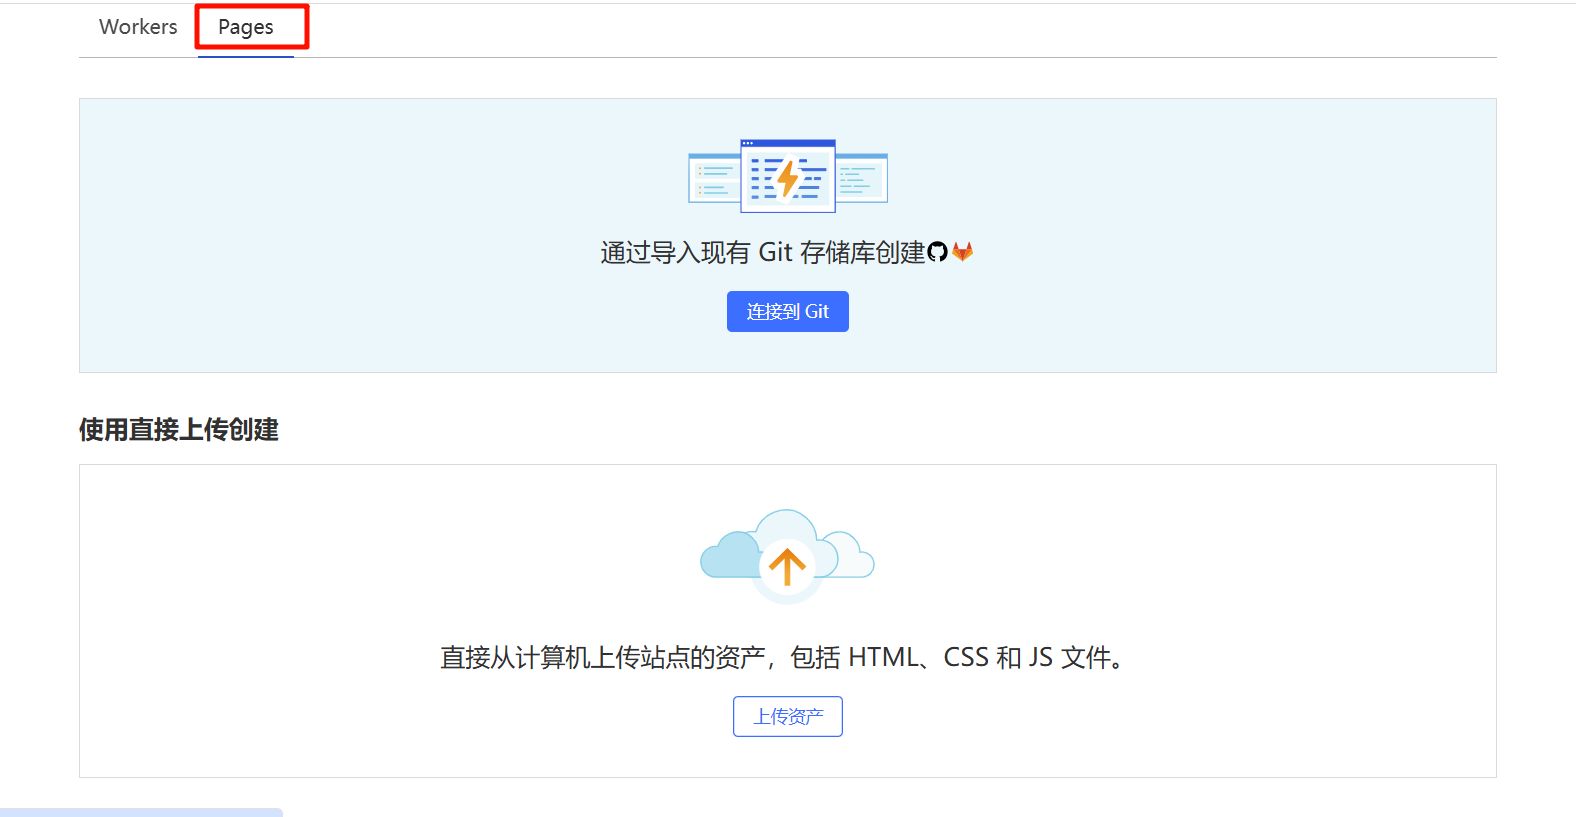 Workers Pages
通过导入现有 Git 存储库创建
连接到 Git
使用直接上传创建
直接从计算机上传站点的资产，包括 HTML、CSS 和 JS 文件。
上传资产